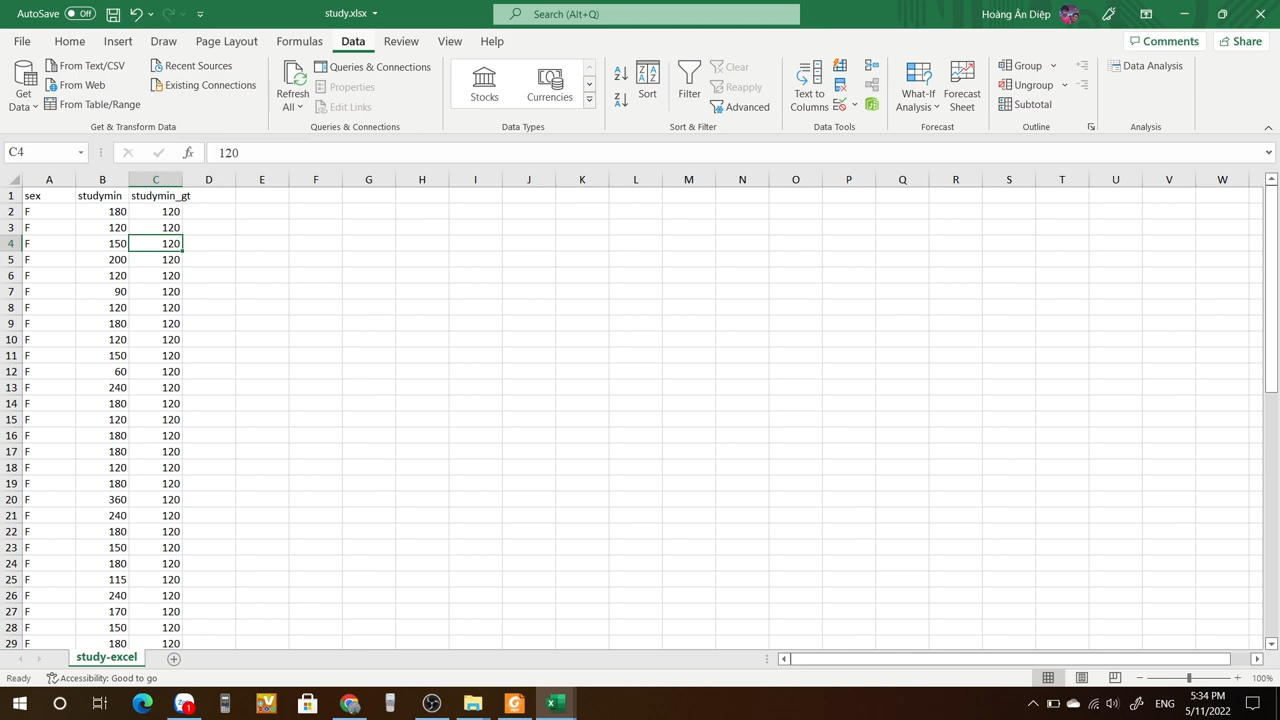 AutoSave Off study.xlsx Search (Alt+Q) Hoàng Ân Diệp
File Home Insert Draw Page Layout Formulas Data Review View Help Comments Share
Get Data From Text/CSV From Web From Table/Range Recent Sources Existing Connections Refresh All Queries & Connections Properties Edit Links Stocks Currencies Sort Filter Clear Reapply Advanced Text to Columns What-If Analysis Forecast Sheet Group Ungroup Subtotal Data Analysis
Get & Transform Data Queries & Connections Data Types Sort & Filter Data Tools Forecast Outline Analysis
C4 fx 120
A B C D E F G H I J K L M N O P Q R S T U V W
1 sex studymin studymin_gt
2 F 180 120
3 F 120 120
4 F 150 120
5 F 200 120
6 F 120 120
7 F 90 120
8 F 120 120
9 F 180 120
10 F 120 120
11 F 150 120
12 F 60 120
13 F 240 120
14 F 180 120
15 F 120 120
16 F 180 120
17 F 180 120
18 F 120 120
19 F 180 120
20 F 360 120
21 F 240 120
22 F 180 120
23 F 150 120
24 F 180 120
25 F 115 120
26 F 240 120
27 F 170 120
28 F 150 120
29 F 180 120
study-excel
Ready Accessibility: Good to go 100%
1 ENG 5:34 PM
5/11/2022